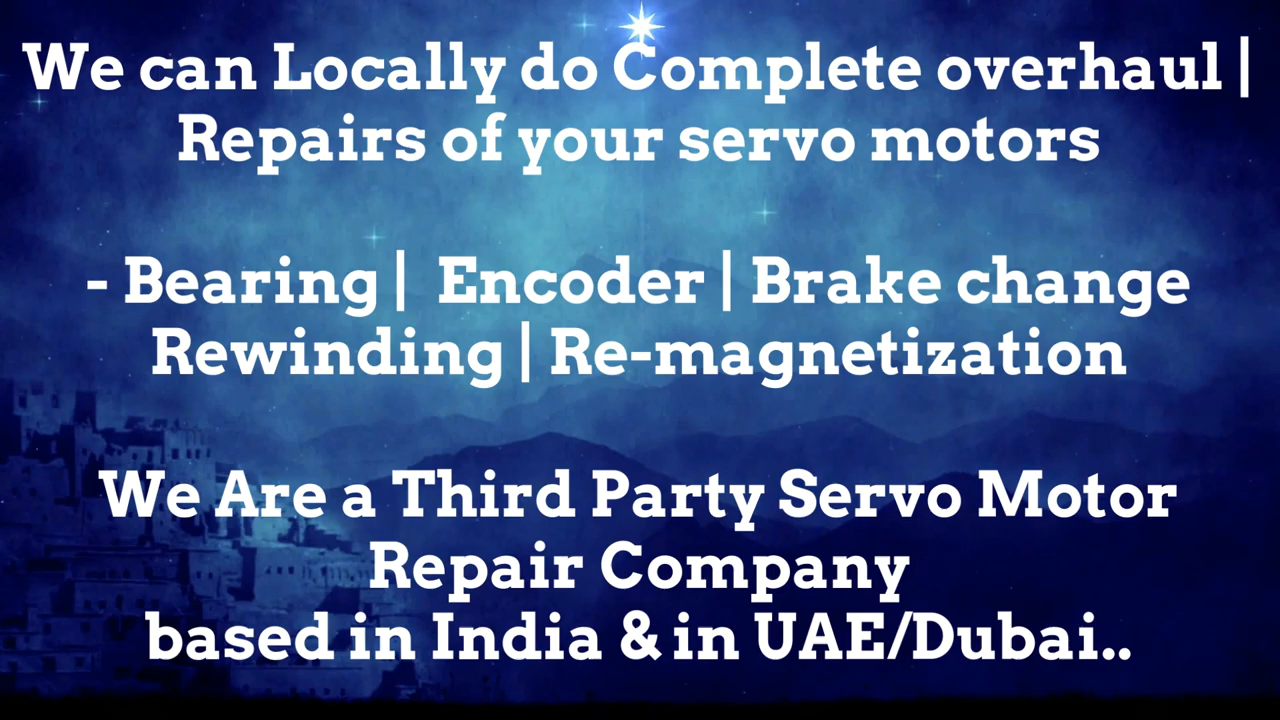 We can Locally do Complete overhaul |
Repairs of your servo motors
- Bearing | Encoder | Brake change
Rewinding | Re-magnetization
We Are a Third Party Servo Motor
Repair Company
based in India & in UAE/Dubai..